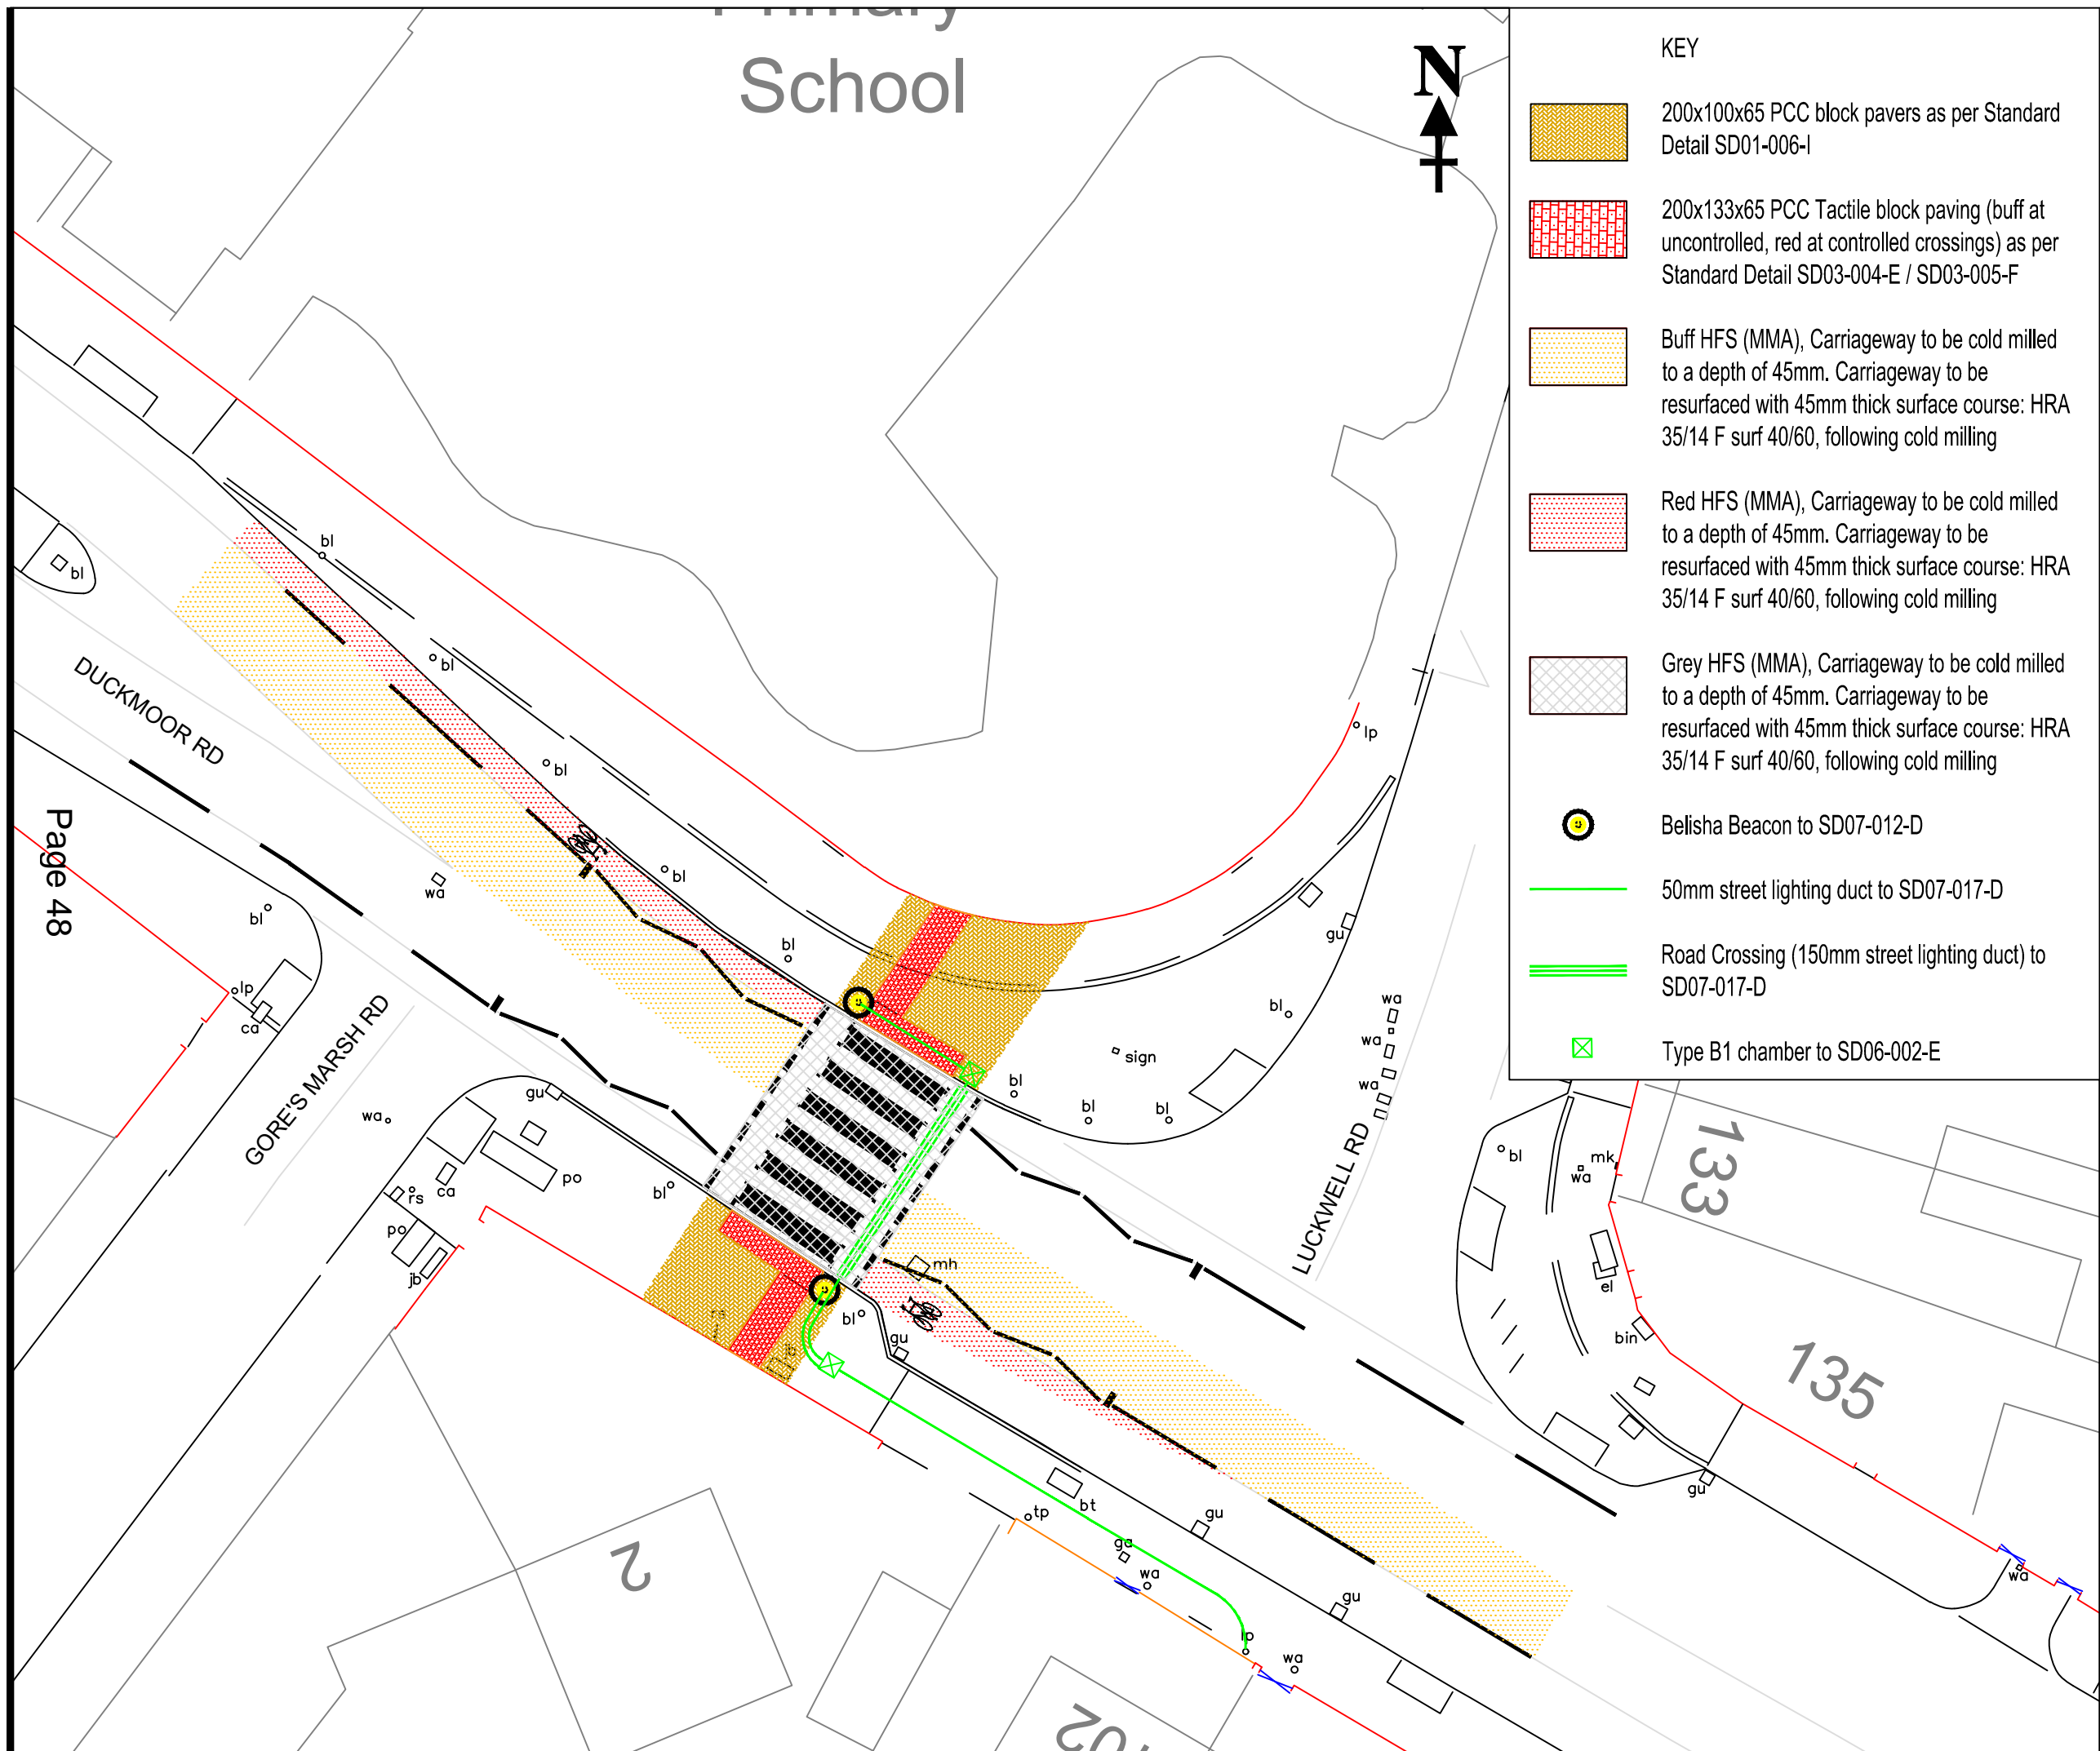 School
N
KEY
200x100x65 PCC block pavers as per Standard
Detail SD01-006-I
200x133x65 PCC Tactile block paving (buff at
uncontrolled, red at controlled crossings) as per
Standard Detail SD03-004-E / SD03-005-F
Buff HFS (MMA), Carriageway to be cold milled
to a depth of 45mm. Carriageway to be
resurfaced with 45mm thick surface course: HRA
35/14 F surf 40/60, following cold milling
Red HFS (MMA), Carriageway to be cold milled
to a depth of 45mm. Carriageway to be
resurfaced with 45mm thick surface course: HRA
35/14 F surf 40/60, following cold milling
Grey HFS (MMA), Carriageway to be cold milled
to a depth of 45mm. Carriageway to be
resurfaced with 45mm thick surface course: HRA
35/14 F surf 40/60, following cold milling
Belisha Beacon to SD07-012-D
50mm street lighting duct to SD07-017-D
Road Crossing (150mm street lighting duct) to
SD07-017-D
Type B1 chamber to SD06-002-E
bl
bl
bl
DUCKMOOR RD
lp
bl
Page 48
bl
wa
bl
gu
bl
lp
ca
wa
bl
wa
GORE'S MARSH RD
sign
wa
bl
gu
bl
bl
wa
133
LUCKWELL RD
bl
mk
wa
po
ca
rs
bl
po
jb
mh
el
bl
gu
bin
135
bt
tp
gu
gu
ga
wa
wa
2
gu
lp
wa